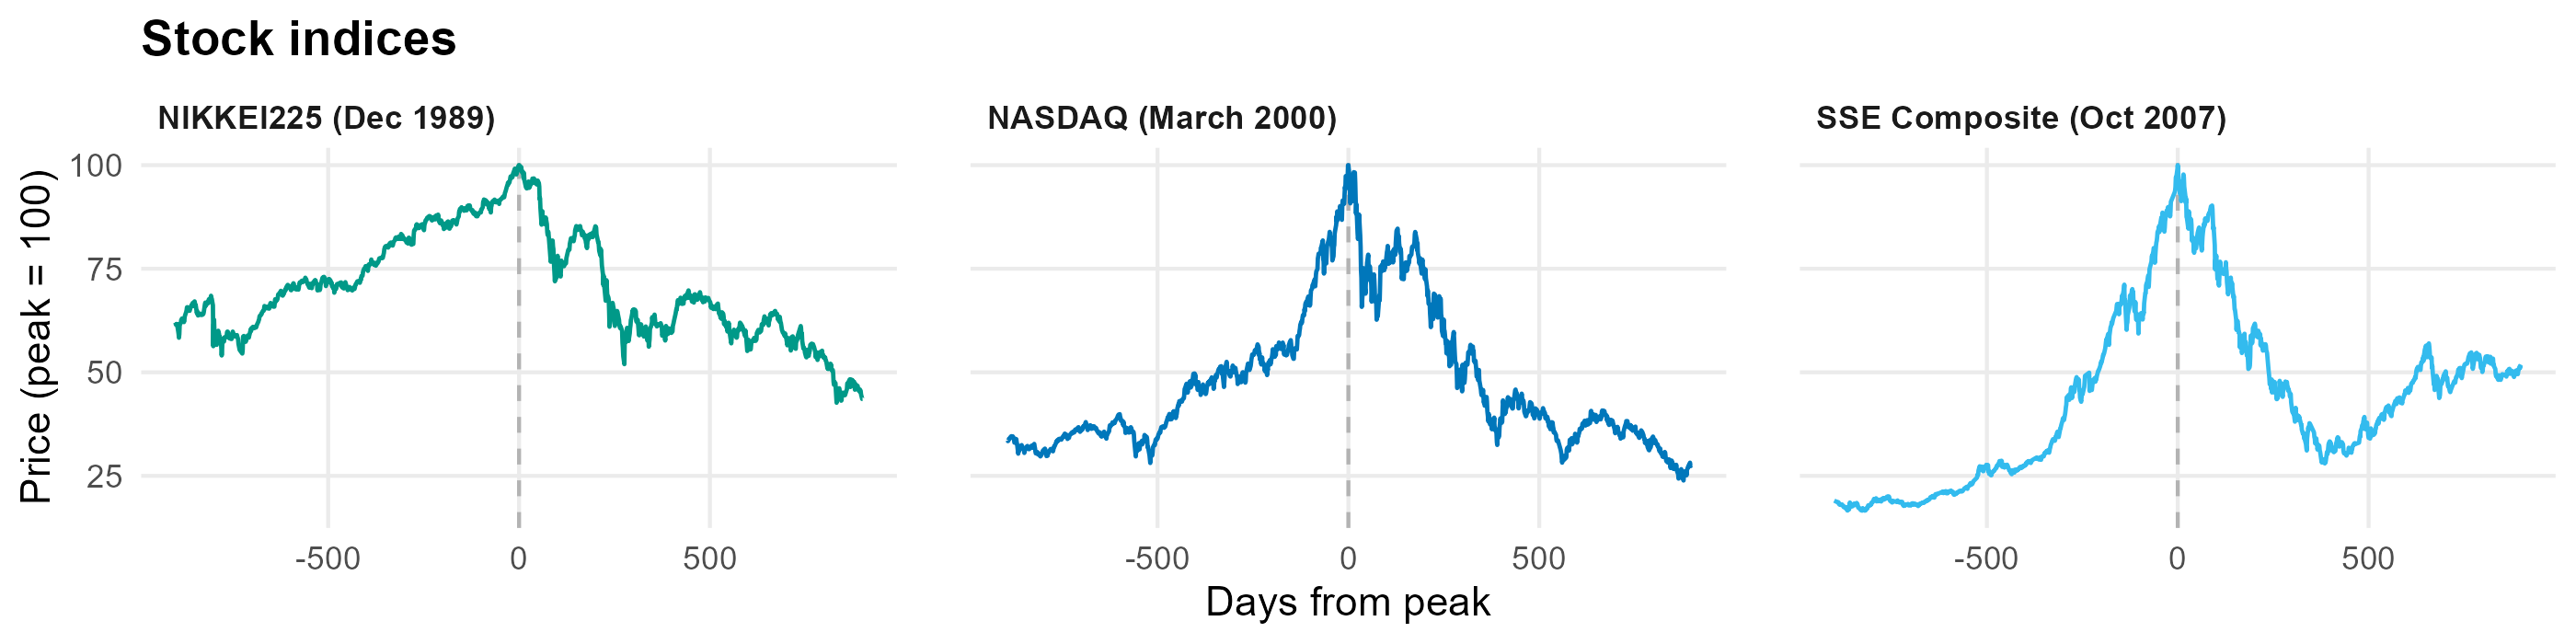 Stock indices
NIKKEI225 (Dec 1989)
NASDAQ (March 2000)
SSE Composite (Oct 2007)
Price (peak = 100)
100
75
50
25
-500 0 500
-500 0 500
-500 0 500
Days from peak